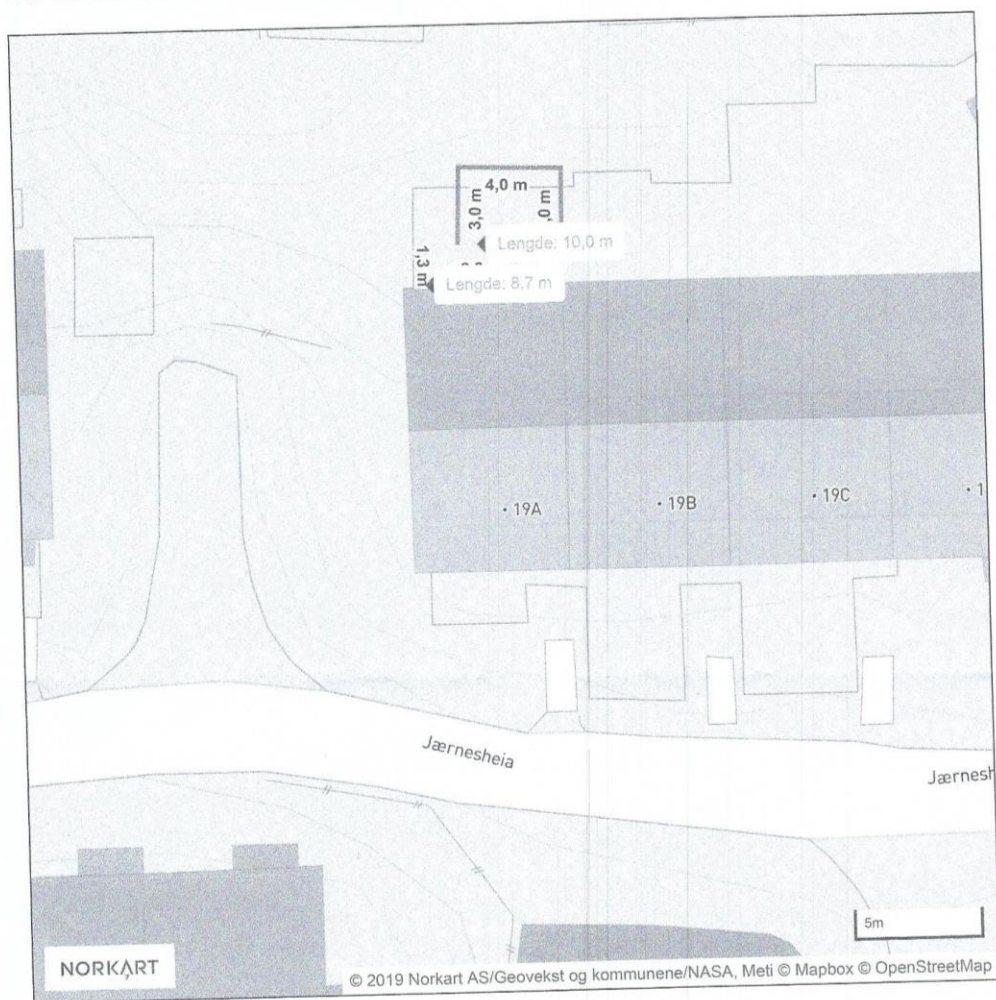 4,0 m
3,0 m
,0 m
Lengde: 10,0 m
1,3 m
Lengde: 8,7 m
19A
19B
19C
1
Jærnesheia
Jærnesh
5m
NORKART
© 2019 Norkart AS/Geovekst og kommunene/NASA, Meti © Mapbox © OpenStreetMap